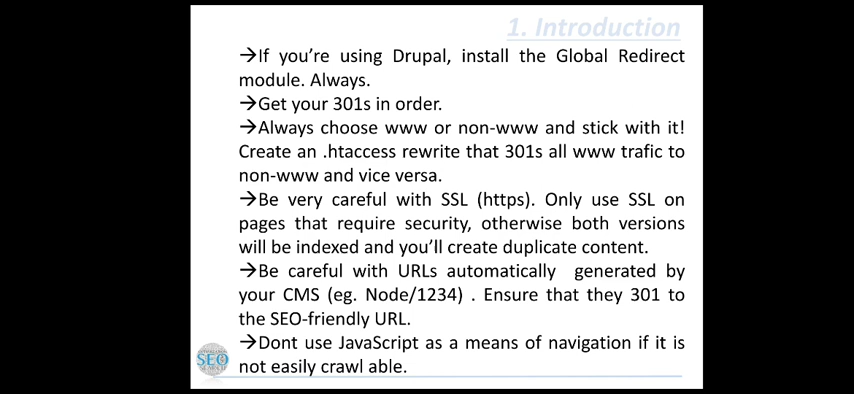 1. Introduction
→If you’re using Drupal, install the Global Redirect
module. Always.
→Get your 301s in order.
→Always choose www or non-www and stick with it!
Create an .htaccess rewrite that 301s all www trafic to
non-www and vice versa.
→Be very careful with SSL (https). Only use SSL on
pages that require security, otherwise both versions
will be indexed and you’ll create duplicate content.
→Be careful with URLs automatically generated by
your CMS (eg. Node/1234) . Ensure that they 301 to
the SEO-friendly URL.
→Dont use JavaScript as a means of navigation if it is
not easily crawl able.
SEO